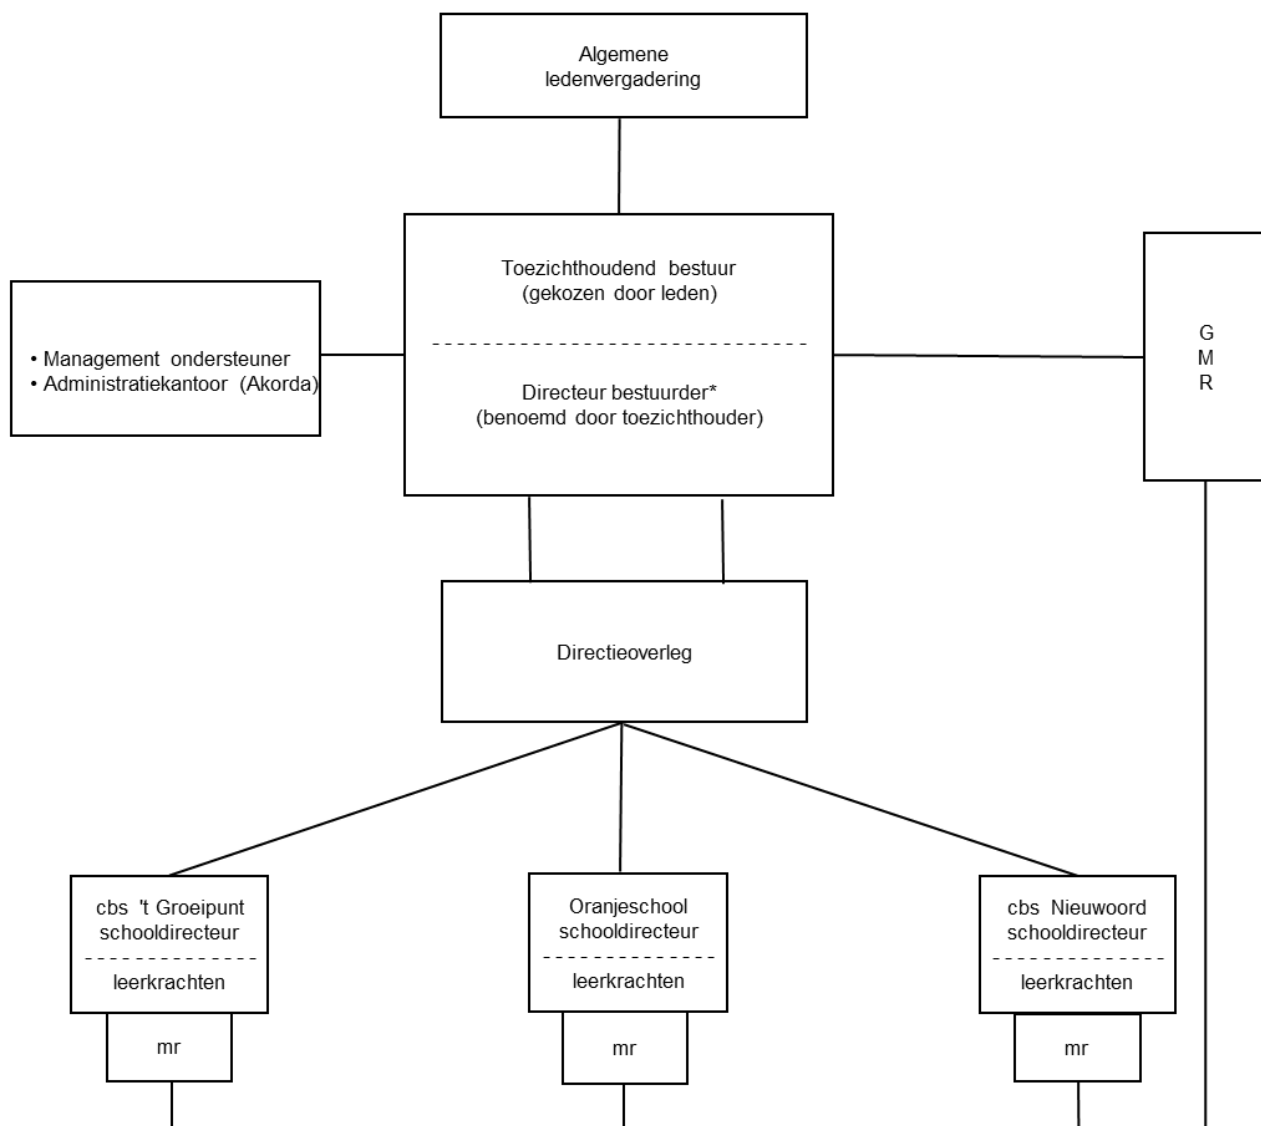 Algemene
ledenvergadering
Toezichthoudend bestuur
(gekozen door leden)
Directeur bestuurder*
(benoemd door toezichthouder)
• Management ondersteuner
• Administratiekantoor (Akorda)
G
M
R
Directieoverleg
cbs 't Groeipunt
schooldirecteur
leerkrachten
mr
Oranjeschool
schooldirecteur
leerkrachten
mr
cbs Nieuwoord
schooldirecteur
leerkrachten
mr